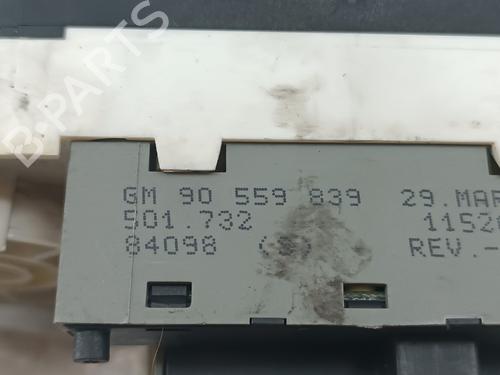 B-PARTS
GM 90 559 839 29.MAR
501.732 1152
84098 (S) REV.-